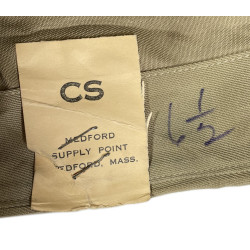 CS
MEDFORD
SUPPLY POINT
MEDFORD, MASS.
6 1/2